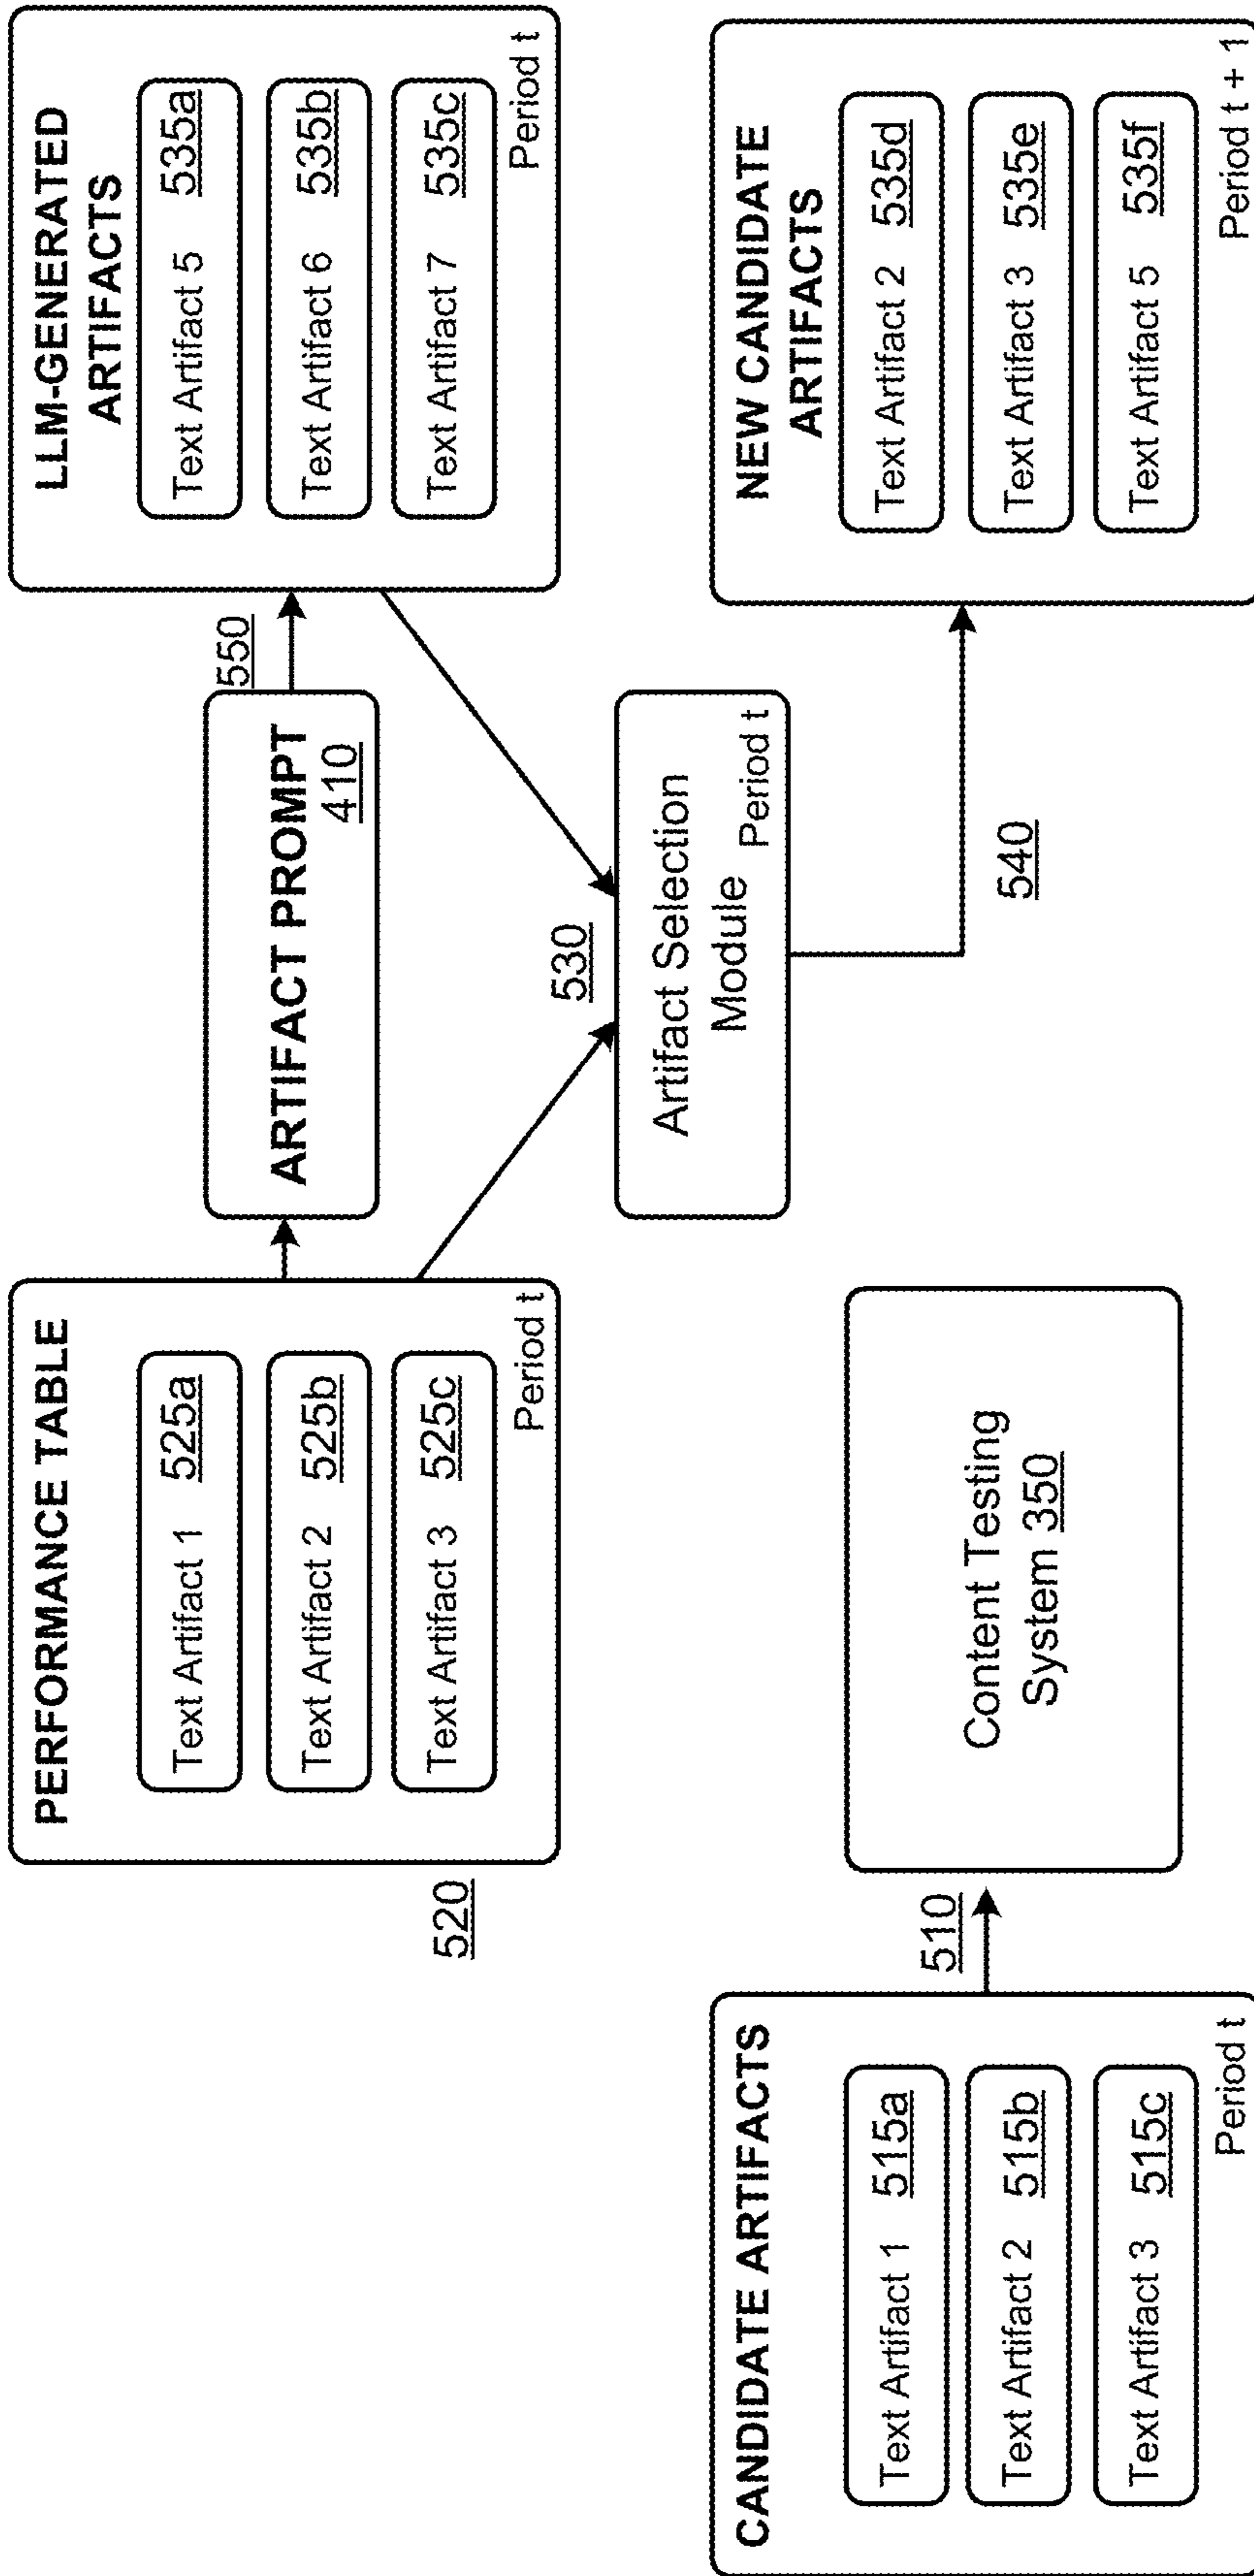 PERFORMANCE TABLE
Text Artifact 1 525a
Text Artifact 2 525b
Text Artifact 3 525c
Period t
520
ARTIFACT PROMPT
410
550
LLM-GENERATED
ARTIFACTS
Text Artifact 5 535a
Text Artifact 6 535b
Text Artifact 7 535c
Period t
530
Artifact Selection
Module
Period t
540
CANDIDATE ARTIFACTS
Text Artifact 1 515a
Text Artifact 2 515b
Text Artifact 3 515c
Period t
510
Content Testing
System 350
NEW CANDIDATE
ARTIFACTS
Text Artifact 2 535d
Text Artifact 3 535e
Text Artifact 5 535f
Period t + 1